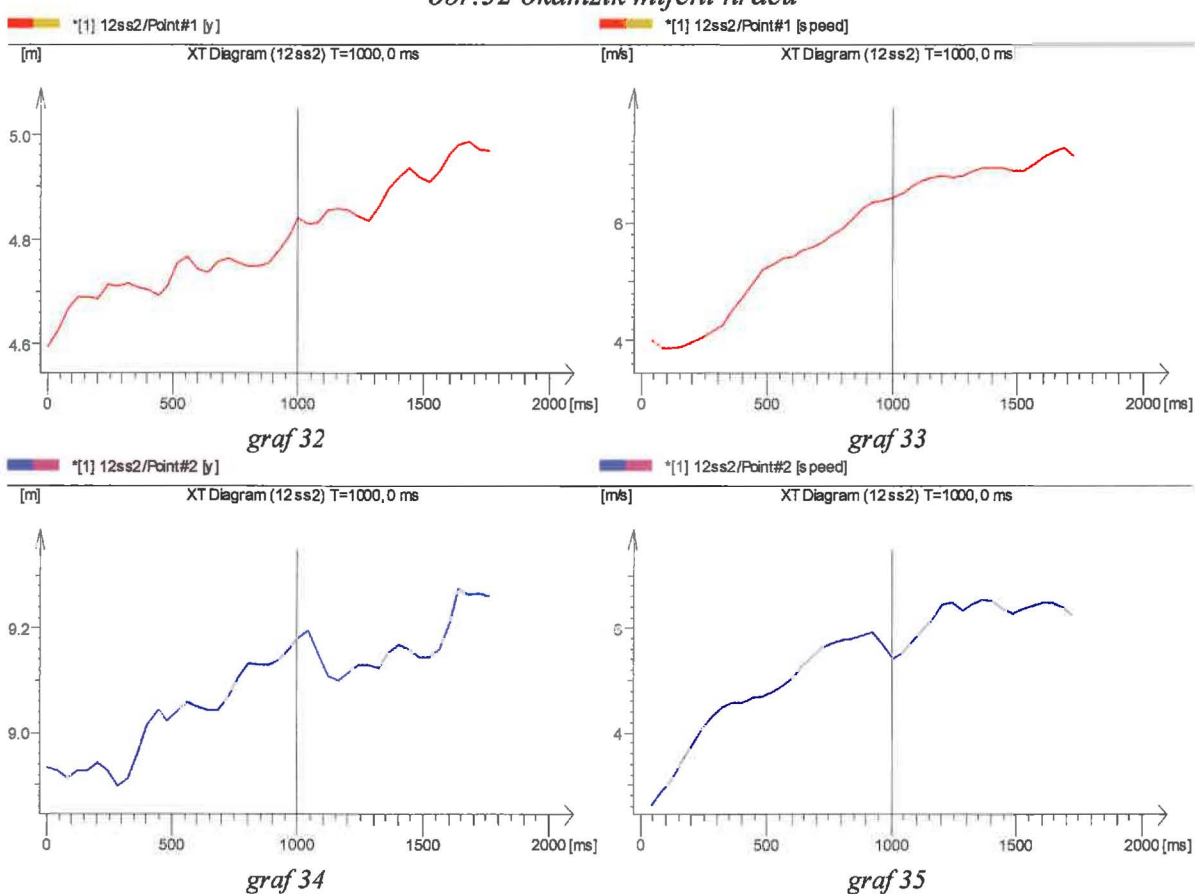 *[1] 12ss2/Point#1 [y]
[m] XT Diagram (12ss2) T=1000,0 ms
5.0
4.8
4.6
0 500 1000 1500 2000 [ms]
graf 32
*[1] 12ss2/Point#1 [speed]
[m/s] XT Diagram (12ss2) T=1000,0 ms
6
4
0 500 1000 1500 2000 [ms]
graf 33
*[1] 12ss2/Point#2 [y]
[m] XT Diagram (12ss2) T=1000,0 ms
9.2
9.0
0 500 1000 1500 2000 [ms]
graf 34
*[1] 12ss2/Point#2 [speed]
[m/s] XT Diagram (12ss2) T=1000,0 ms
6
4
0 500 1000 1500 2000 [ms]
graf 35